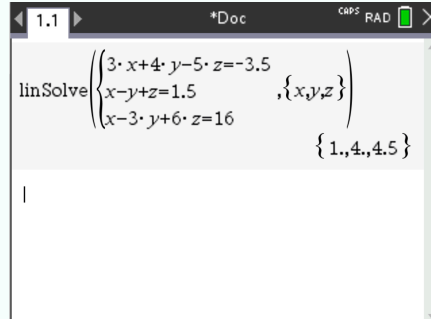 1.1 *Doc CAPS RAD
3·x+4·y−5·z=−3.5
linSolve({x−y+z=1.5 ,{x,y,z})
x−3·y+6·z=16
{1.,4.,4.5}